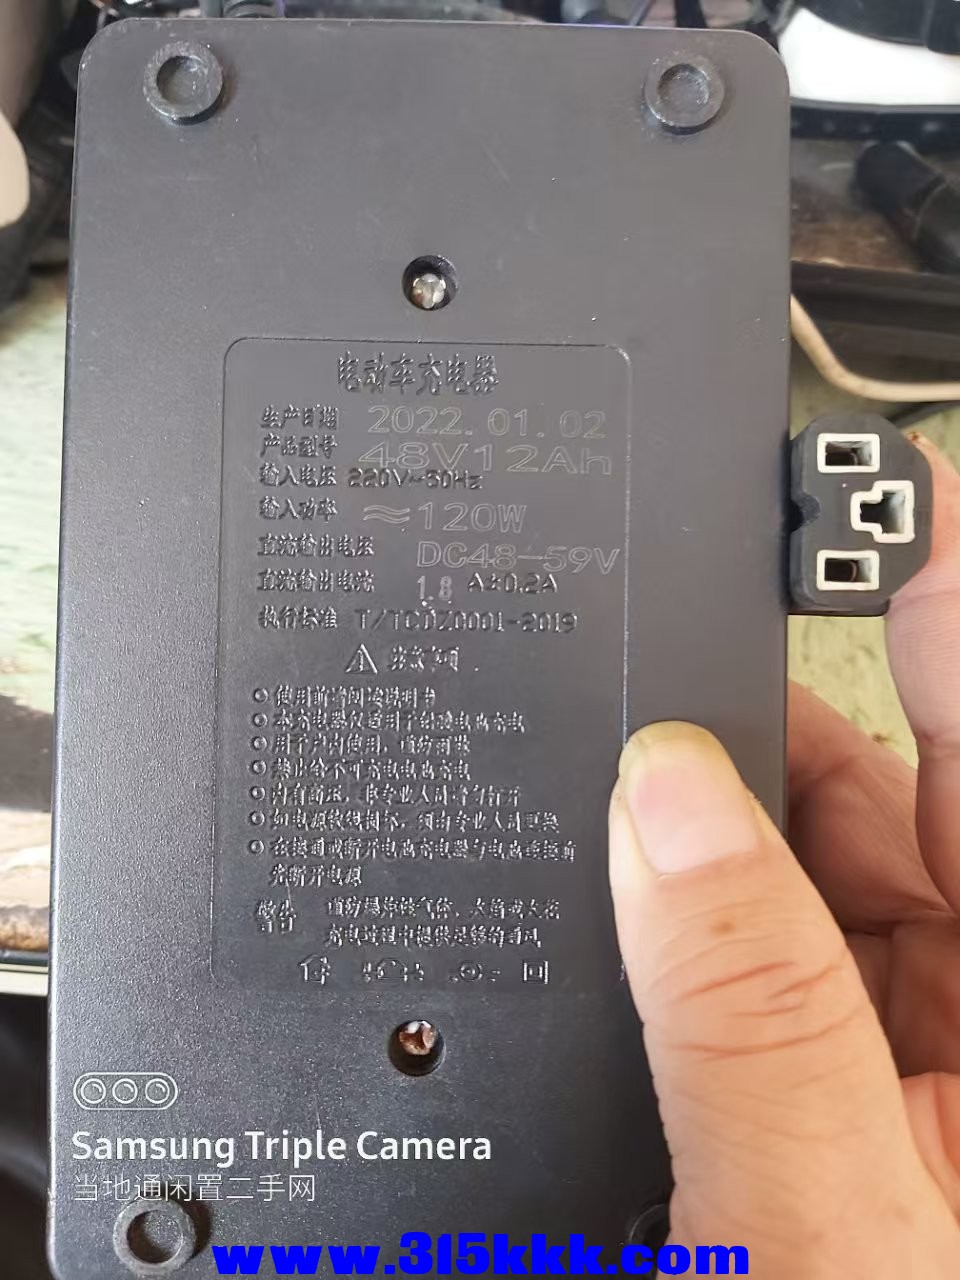 电动车充电器
生产日期 2022.01.02
产品型号 48V12Ah
输入电压 220V~50Hz
输入功率 ≈120W
直流输出电压 DC48-59V
直流输出电流 1.8 A±0.2A
执行标准 T/TCDZ0001-2019
⚠ 注意事项
使用前请阅读说明书
本充电器仅适用于铅酸电池充电
用于户内使用，谨防雨淋
禁止给不可充电电池充电
内有高压，非专业人员请勿打开
如电源软线损坏，须由专业人员更换
在接通或断开电池充电器与电池连接前
先断开电源
警告 谨防爆炸性气体、火焰或火花
充电过程中提供足够的通风
Samsung Triple Camera
当地通闲置二手网
www.315kkk.com